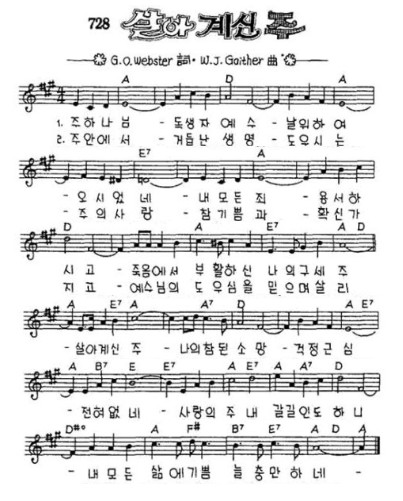 728 살아 계신 주
G.O. Webster 詞 · W.J. Gaither 曲
A D A
1. 주하나님 - 독생자 예수 - 날위하여
2. 주안에서 - 거듭난 생명 - 도우시는
E7 A
- 오시었네 - 내모든죄 - 용서하
- 주의사랑 - 참기쁨과 - 확신가
D A E7 A
시고 - 죽음에서 부활하신 나의구세주
지고 - 예수님의 도우심을 믿으며살리
A E7 A A D A
- 살아계신 주 - 나의참된소망 - 걱정근심
A B7 E E7 A E A D
- 전혀없네 - 사랑의 주 내 갈길인도 하니
D#o A F# B7 E7 A
- 내모든 삶에기쁨 늘충만하네 -